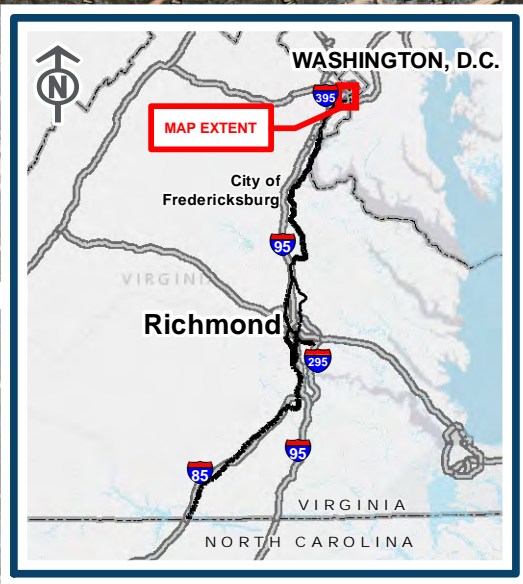 WASHINGTON, D.C.
N
395
MAP EXTENT
City of
Fredericksburg
95
VIRGINIA
Richmond
295
95
85
VIRGINIA
NORTH CAROLINA